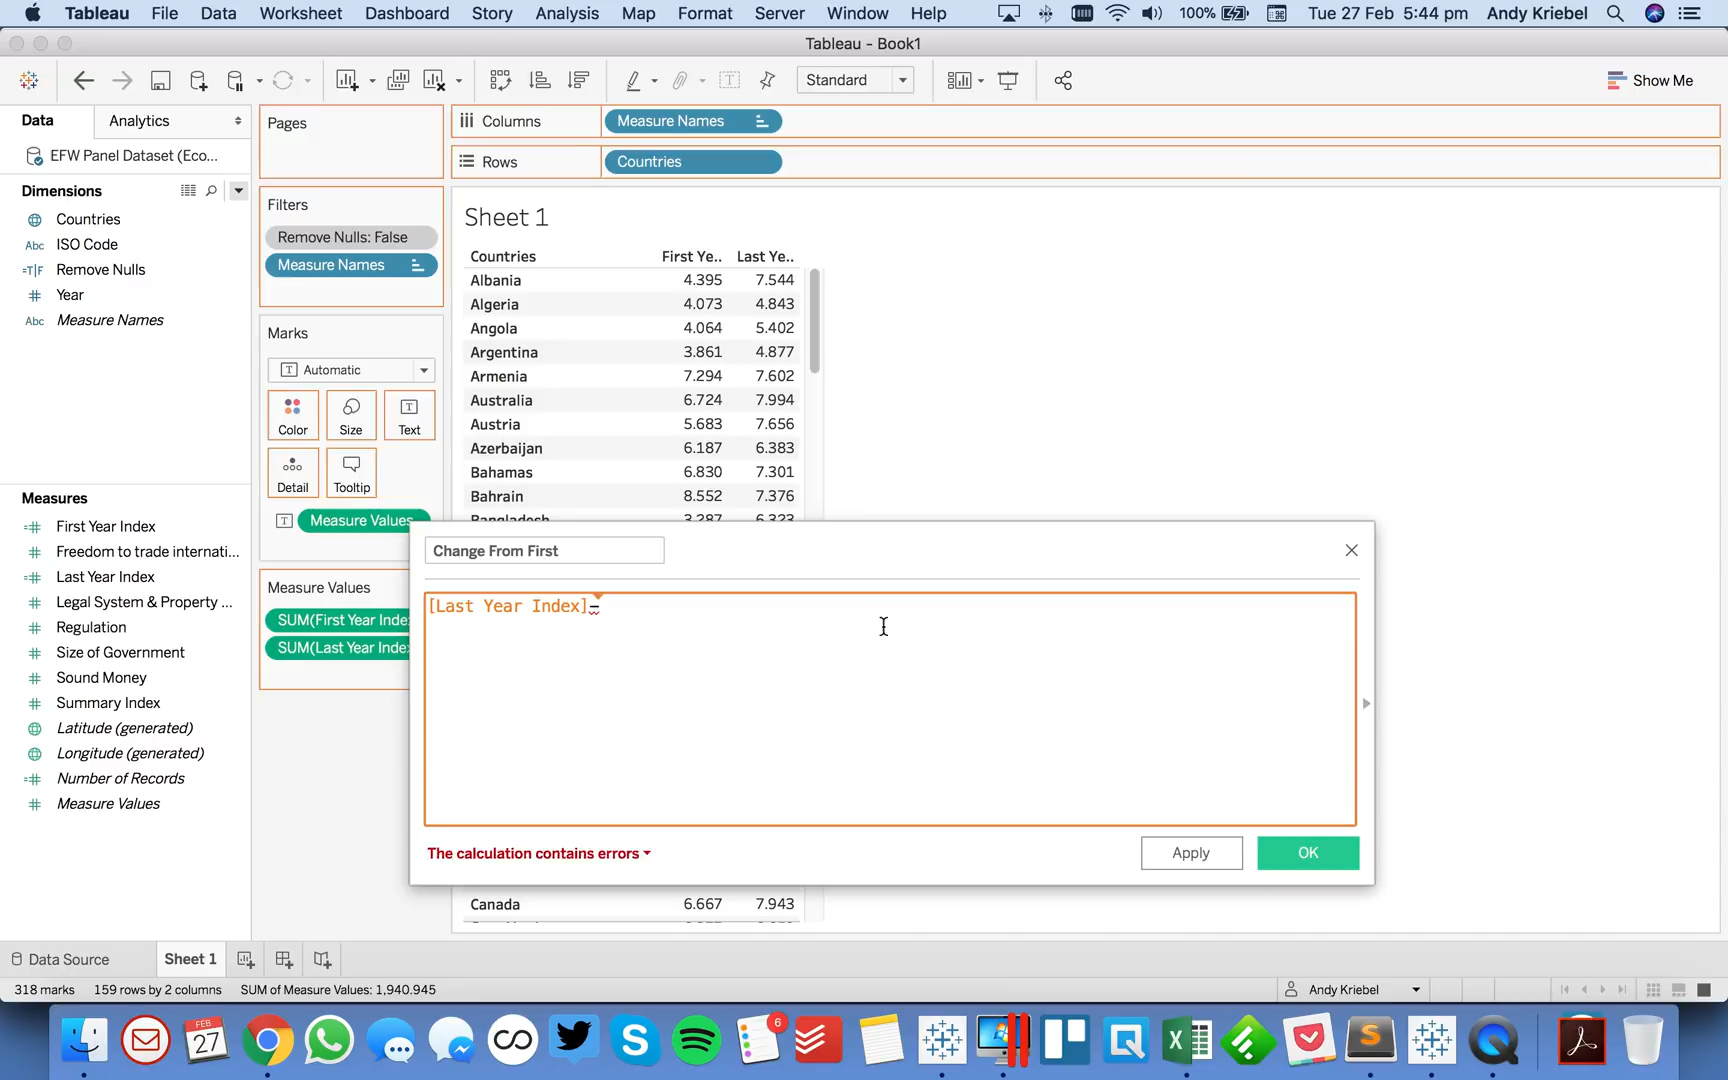 Tableau File Data Worksheet Dashboard Story Analysis Map Format Server Window Help 100% Tue 27 Feb 5:44 pm Andy Kriebel
Tableau - Book1
Standard Show Me
Data Analytics
EFW Panel Dataset (Eco...
Dimensions
Countries
Abc ISO Code
T|F Remove Nulls
Year
Abc Measure Names
Measures
First Year Index
Freedom to trade internati...
Last Year Index
Legal System & Property ...
Regulation
Size of Government
Sound Money
Summary Index
Latitude (generated)
Longitude (generated)
Number of Records
Measure Values
Pages
Filters
Remove Nulls: False
Measure Names
Marks
Automatic
Color Size Text
Detail Tooltip
Measure Values
Measure Values
SUM(First Year Inde
SUM(Last Year Inde
Columns Measure Names
Rows Countries
Sheet 1
Countries First Ye.. Last Ye..
Albania 4.395 7.544
Algeria 4.073 4.843
Angola 4.064 5.402
Argentina 3.861 4.877
Armenia 7.294 7.602
Australia 6.724 7.994
Austria 5.683 7.656
Azerbaijan 6.187 6.383
Bahamas 6.830 7.301
Bahrain 8.552 7.376
Bangladesh 3.287 6.323
Change From First
[Last Year Index]-
The calculation contains errors
Apply OK
Canada 6.667 7.943
Data Source Sheet 1
318 marks 159 rows by 2 columns SUM of Measure Values: 1,940.945 Andy Kriebel
FEB
27
6